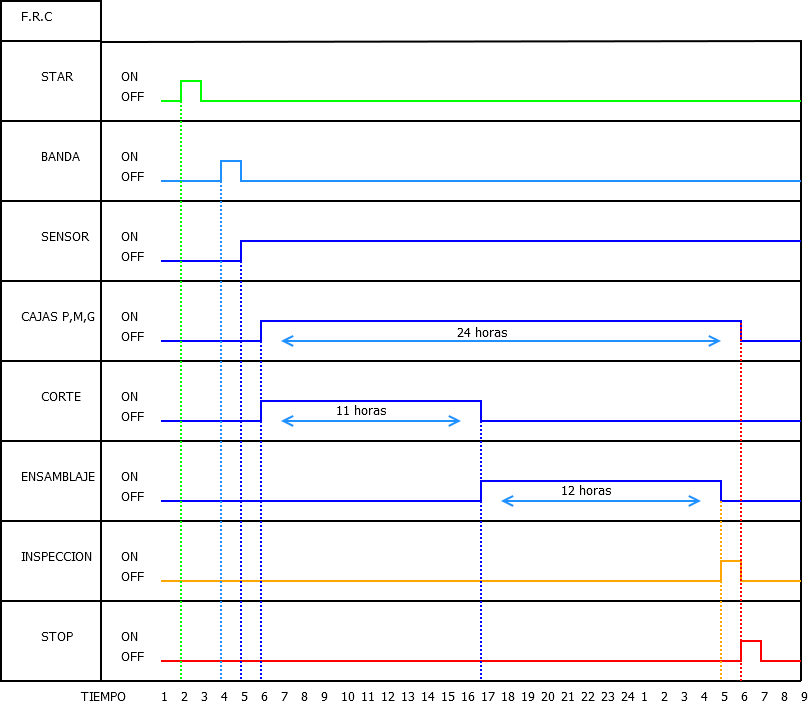 F.R.C
STAR ON
OFF
BANDA ON
OFF
SENSOR ON
OFF
CAJAS P,M,G ON
OFF
24 horas
CORTE ON
OFF
11 horas
ENSAMBLAJE ON
OFF
12 horas
INSPECCION ON
OFF
STOP ON
OFF
TIEMPO 1 2 3 4 5 6 7 8 9 10 11 12 13 14 15 16 17 18 19 20 21 22 23 24 1 2 3 4 5 6 7 8 9